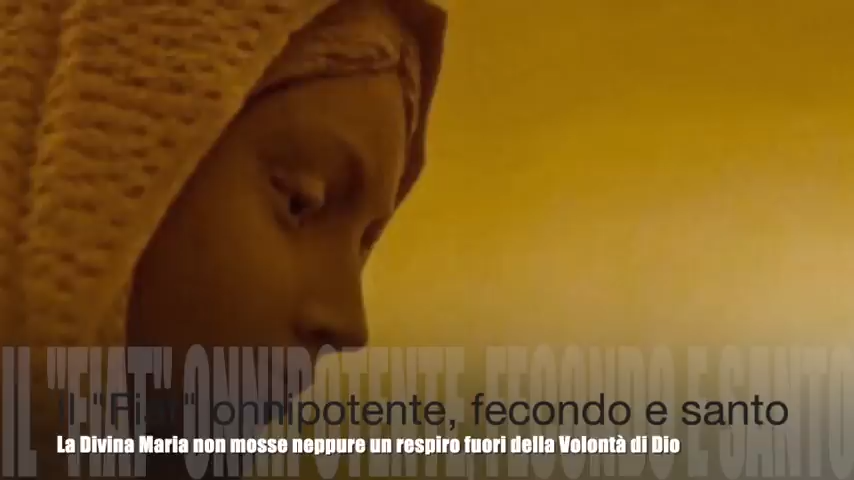 IL "FIAT" ONNIPOTENTE, FECONDO E SANTO
Il "Fiat" onnipotente, fecondo e santo
La Divina Maria non mosse neppure un respiro fuori della Volontà di Dio